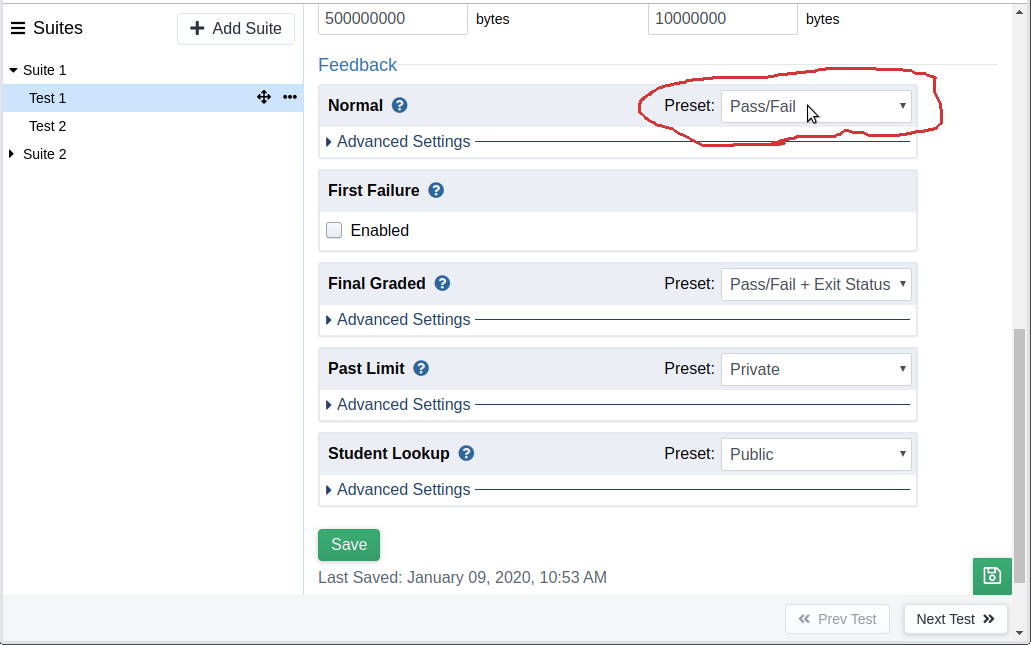 500000000 bytes 10000000 bytes
Suites Add Suite
Suite 1
Test 1
Test 2
Suite 2
Feedback
Normal Preset: Pass/Fail
Advanced Settings
First Failure
Enabled
Final Graded Preset: Pass/Fail + Exit Status
Advanced Settings
Past Limit Preset: Private
Advanced Settings
Student Lookup Preset: Public
Advanced Settings
Save
Last Saved: January 09, 2020, 10:53 AM
Prev Test Next Test